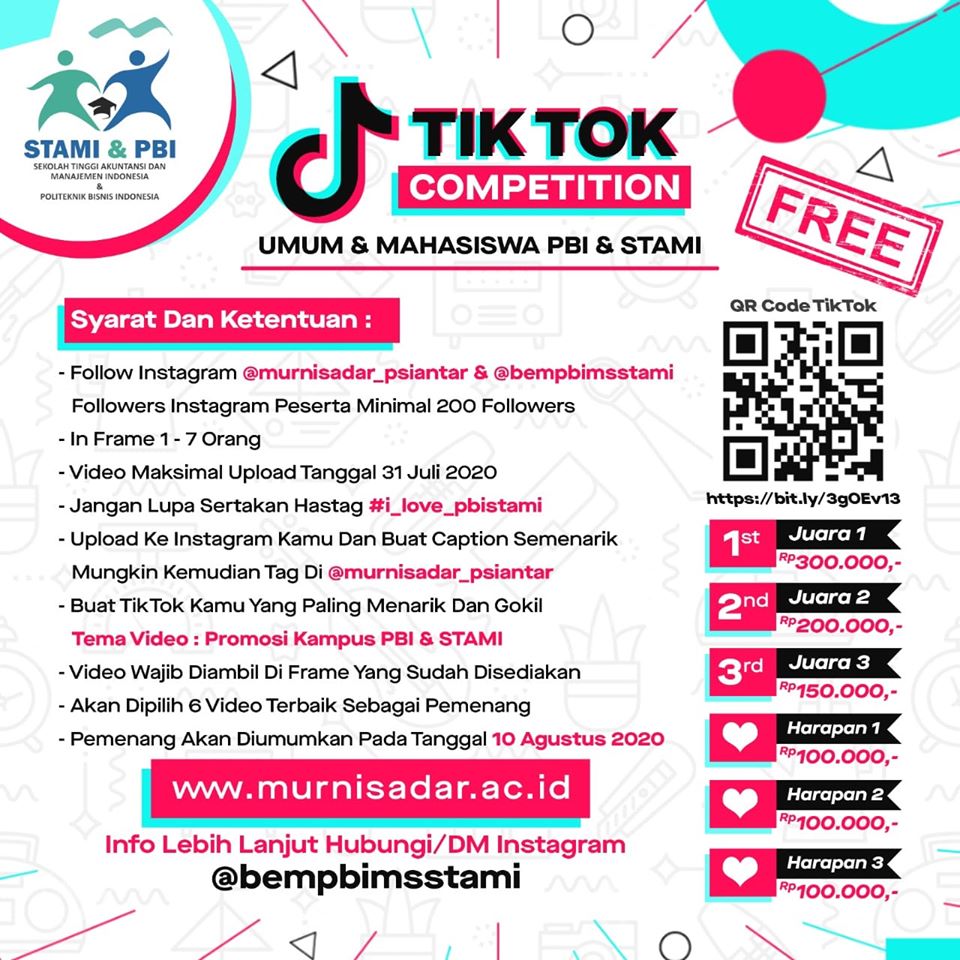 STAMI & PBI
SEKOLAH TINGGI AKUNTANSI DAN
MANAJEMEN INDONESIA
&
POLITEKNIK BISNIS INDONESIA
TIK TOK
COMPETITION
UMUM & MAHASISWA PBI & STAMI
FREE
Syarat Dan Ketentuan :
- Follow Instagram @murnisadar_psiantar & @bempbimsstami
Followers Instagram Peserta Minimal 200 Followers
- In Frame 1 - 7 Orang
- Video Maksimal Upload Tanggal 31 Juli 2020
- Jangan Lupa Sertakan Hastag #i_love_pbistami
- Upload Ke Instagram Kamu Dan Buat Caption Semenarik
Mungkin Kemudian Tag Di @murnisadar_psiantar
- Buat TikTok Kamu Yang Paling Menarik Dan Gokil
Tema Video : Promosi Kampus PBI & STAMI
- Video Wajib Diambil Di Frame Yang Sudah Disediakan
- Akan Dipilih 6 Video Terbaik Sebagai Pemenang
- Pemenang Akan Diumumkan Pada Tanggal 10 Agustus 2020
www.murnisadar.ac.id
Info Lebih Lanjut Hubungi/DM Instagram
@bempbimsstami
QR Code TikTok
https://bit.ly/3gOEv13
1st Juara 1
Rp300.000,-
2nd Juara 2
Rp200.000,-
3rd Juara 3
Rp150.000,-
Harapan 1
Rp100.000,-
Harapan 2
Rp100.000,-
Harapan 3
Rp100.000,-